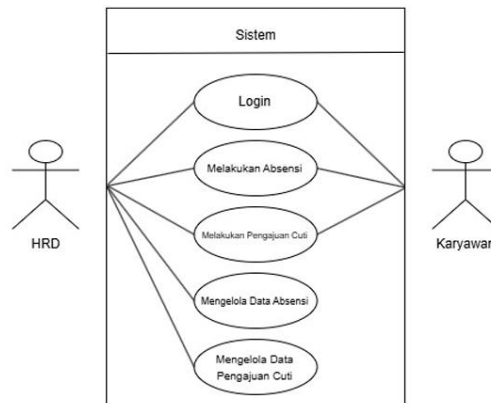 Sistem
Login
Melakukan Absensi
Melakukan Pengajuan Cuti
HRD
Karyawan
Mengelola Data Absensi
Mengelola Data
Pengajuan Cuti